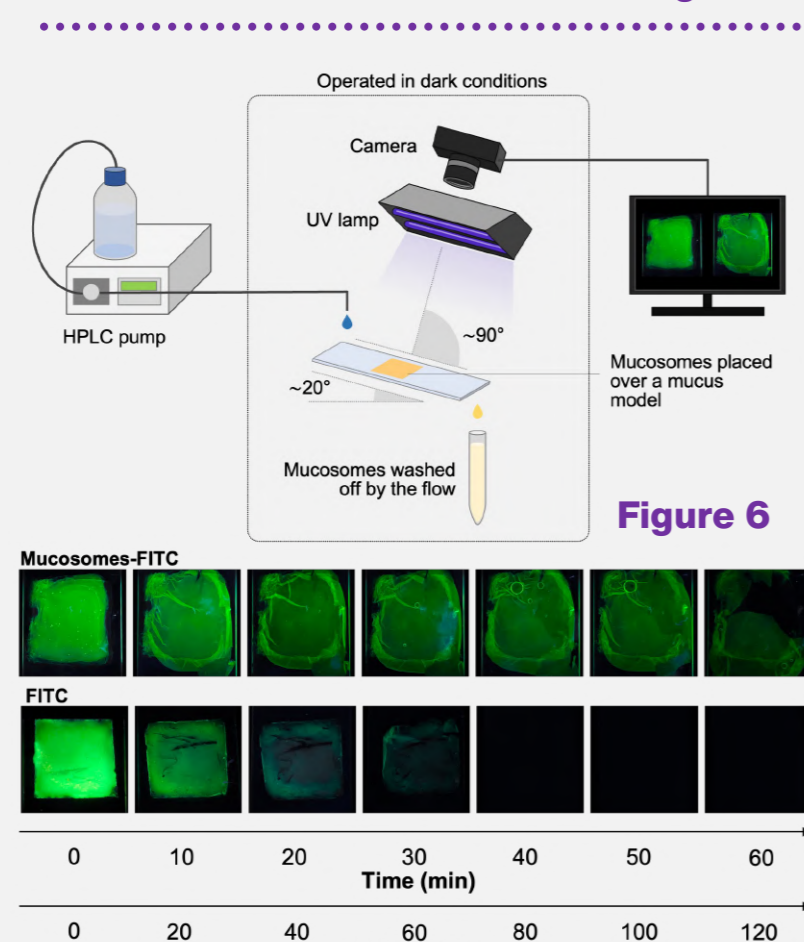 Operated in dark conditions
Camera
UV lamp
HPLC pump
~90°
~20°
Mucosomes placed
over a mucus
model
Mucosomes washed
off by the flow
Figure 6
Mucosomes-FITC
FITC
0 10 20 30 40 50 60
Time (min)
0 20 40 60 80 100 120